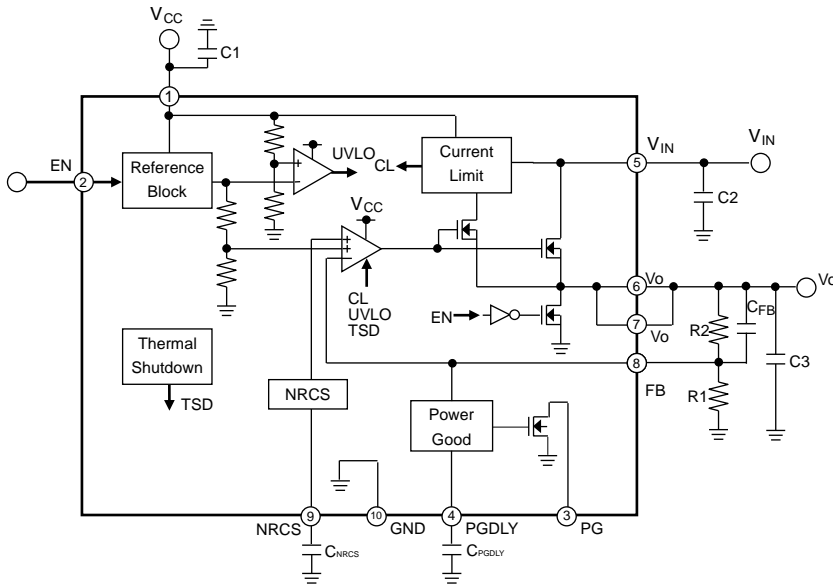 VCC
C1
1
EN
2
Reference
Block
UVLO
CL
Current
Limit
VIN
5
VIN
C2
VCC
CL
UVLO
TSD
EN
6
Vo
Vo
7
Vo
CFB
R2
C3
8
FB
R1
Thermal
Shutdown
TSD
NRCS
Power
Good
9
10
4
3
NRCS
GND
PGDLY
PG
CNRCS
CPGDLY